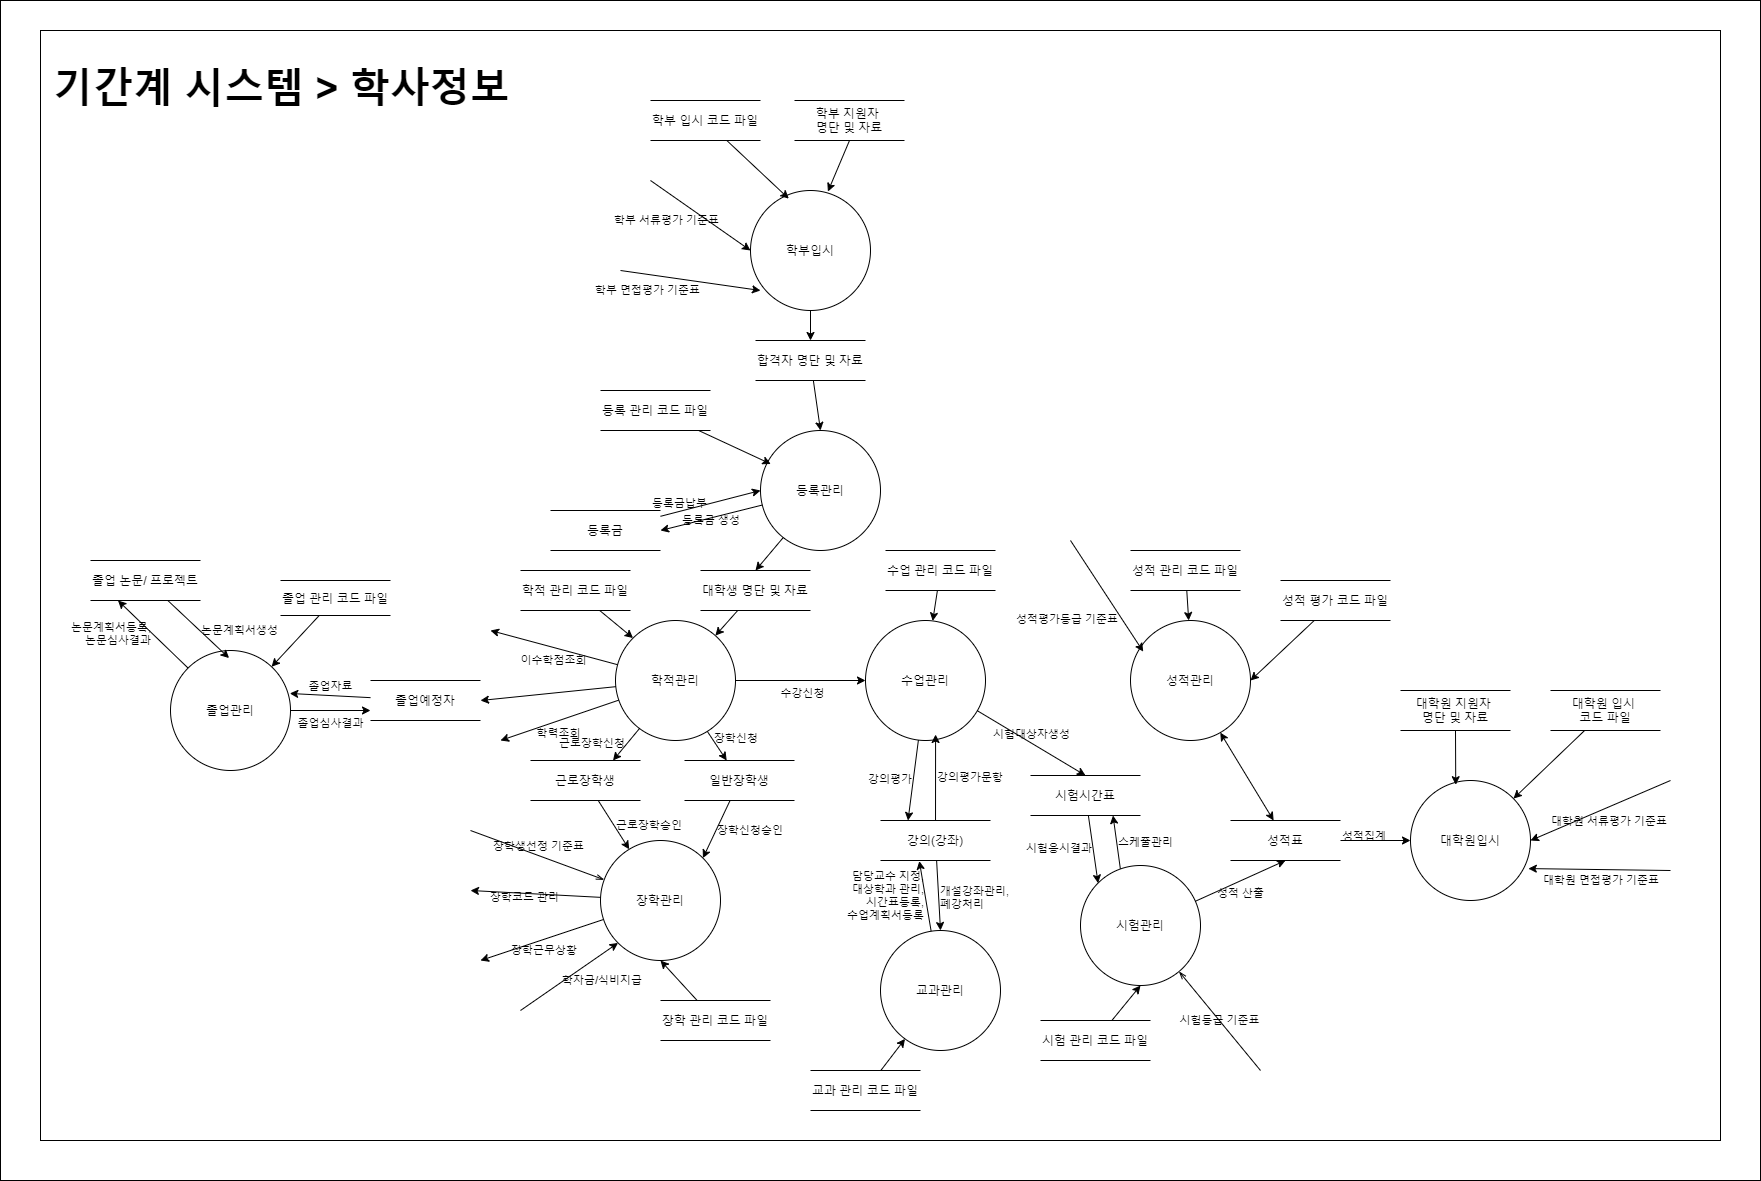 기간계 시스템 > 학사정보
학부 입시 코드 파일
학부 지원자
명단 및 자료
학부 서류평가 기준표
학부입시
학부 면접평가 기준표
합격자 명단 및 자료
등록 관리 코드 파일
등록관리
등록금납부
등록금 생성
등록금
졸업 논문/ 프로젝트
졸업 관리 코드 파일
학적 관리 코드 파일
대학생 명단 및 자료
수업 관리 코드 파일
성적 관리 코드 파일
성적 평가 코드 파일
성적평가등급 기준표
논문계획서등록
논문심사결과
논문계획서생성
이수학점조회
학적관리
수강신청
수업관리
성적관리
졸업자료
졸업예정자
졸업관리
졸업심사결과
대학원 지원자
명단 및 자료
대학원 입시
코드 파일
학력조회
근로장학신청
장학신청
시험대상자생성
근로장학생
일반장학생
강의평가
강의평가문항
시험시간표
근로장학승인
장학신청승인
장학생선정 기준표
강의(강좌)
시험응시결과
스케쥴관리
성적표
성적집계
대학원입시
대학원 서류평가 기준표
대학원 면접평가 기준표
장학코드 관리
장학관리
담당교수 지정,
대상학과 관리,
시간표등록,
수업계획서등록
개설강좌관리,
폐강처리
성적 산출
시험관리
장학근무상황
학자금/식비지급
교과관리
장학 관리 코드 파일
시험등급 기준표
시험 관리 코드 파일
교과 관리 코드 파일